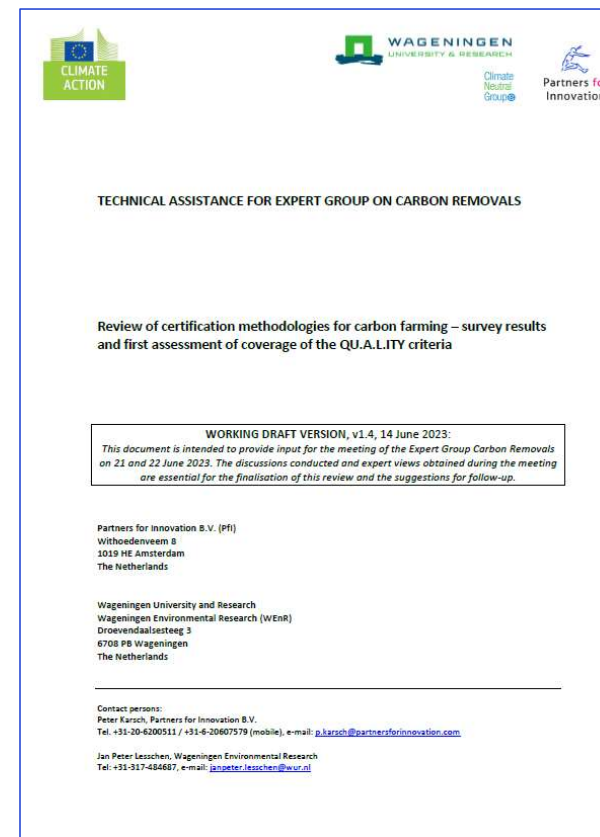 CLIMATE
ACTION
WAGENINGEN
UNIVERSITY & RESEARCH
Climate
Neutral
Group
Partners for
Innovation
TECHNICAL ASSISTANCE FOR EXPERT GROUP ON CARBON REMOVALS
Review of certification methodologies for carbon farming – survey results
and first assessment of coverage of the QU.A.L.ITY criteria
WORKING DRAFT VERSION, v1.4, 14 June 2023:
This document is intended to provide input for the meeting of the Expert Group Carbon Removals
on 21 and 22 June 2023. The discussions conducted and expert views obtained during the meeting
are essential for the finalisation of this review and the suggestions for follow-up.
Partners for Innovation B.V. (PfI)
Withoedenveem 8
1019 HE Amsterdam
The Netherlands
Wageningen University and Research
Wageningen Environmental Research (WEnR)
Droevendaalsesteeg 3
6708 PB Wageningen
The Netherlands
Contact persons:
Peter Karsch, Partners for Innovation B.V.
Tel. +31-20-6200511 / +31-6-20607579 (mobile), e-mail: p.karsch@partnersforinnovation.com
Jan Peter Lesschen, Wageningen Environmental Research
Tel: +31-317-484687, e-mail: janpeter.lesschen@wur.nl